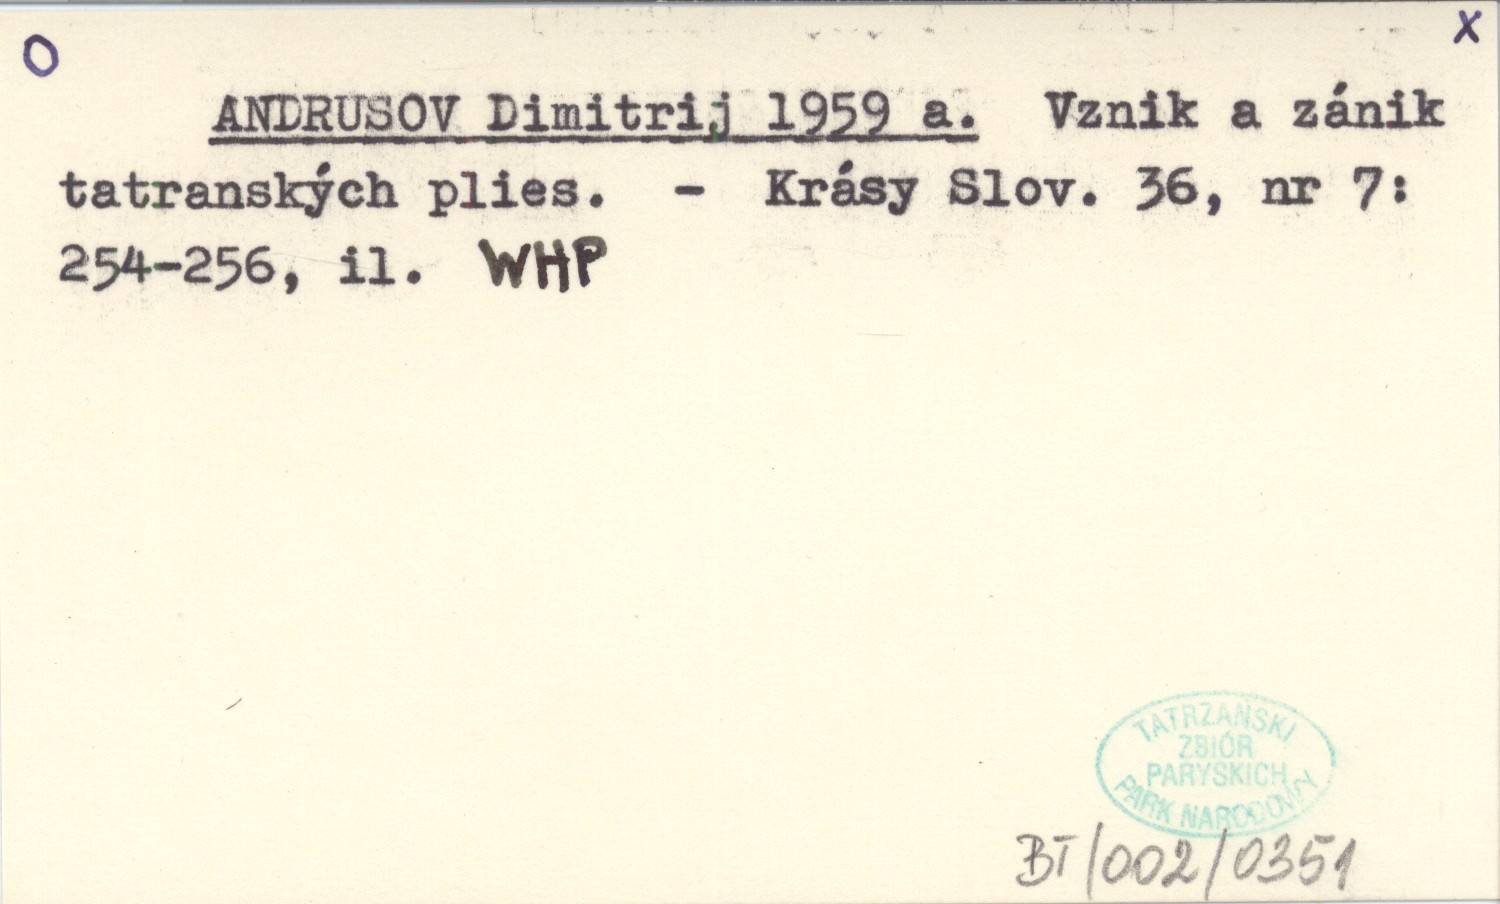 O X
ANDRUSOV Dimitrij 1959 a. Vznik a zánik
tatranských plies. - Krásy Slov. 36, nr 7:
254-256, il. WHP
TATRZAŃSKI
ZBIÓR
PARYSKICH
PARK NARODOWY
BT/002/0351